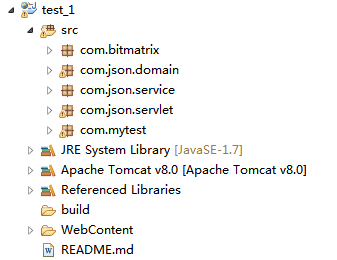 test_1
src
com.bitmatrix
com.json.domain
com.json.service
com.json.servlet
com.mytest
JRE System Library [JavaSE-1.7]
Apache Tomcat v8.0 [Apache Tomcat v8.0]
Referenced Libraries
build
WebContent
README.md